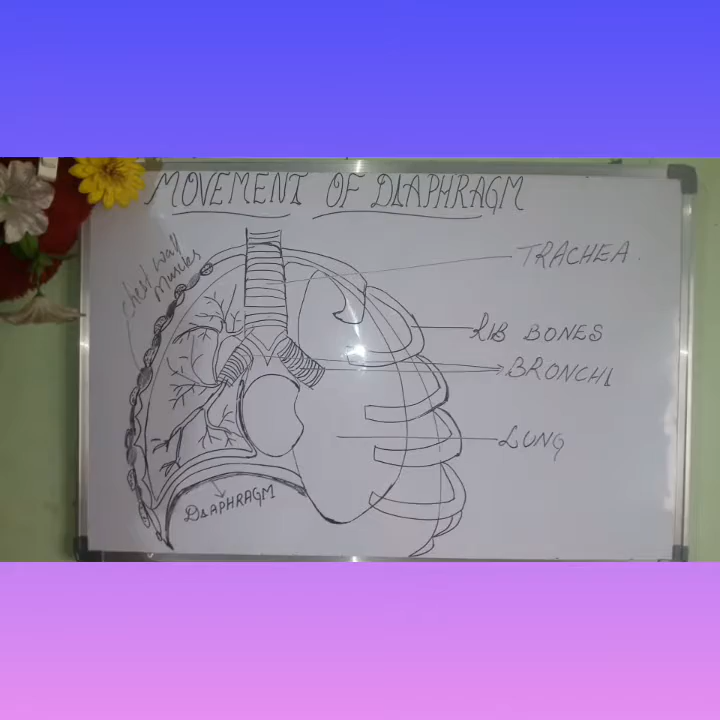 MOVEMENT OF DIAPHRAGM
chest wall
Muscles
TRACHEA
RIB BONES
BRONCHI
LUNG
DIAPHRAGM